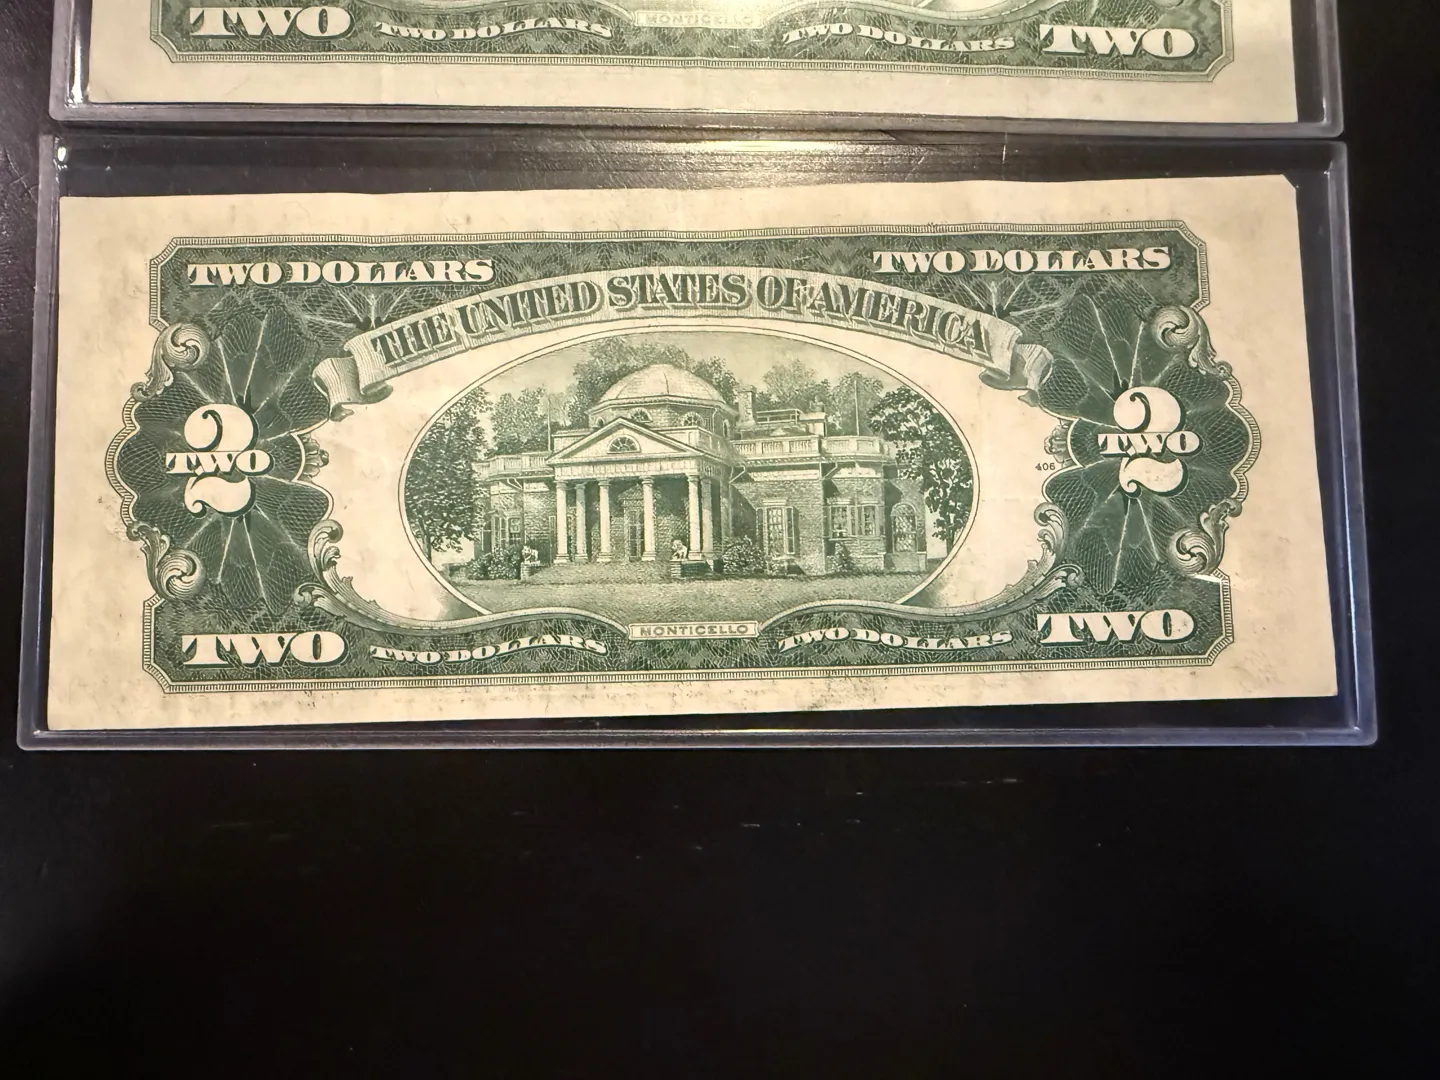 TWO TWO DOLLARS MONTICELLO TWO DOLLARS TWO
TWO DOLLARS TWO DOLLARS
THE UNITED STATES OF AMERICA
2 TWO 2 TWO
406
TWO TWO DOLLARS MONTICELLO TWO DOLLARS TWO